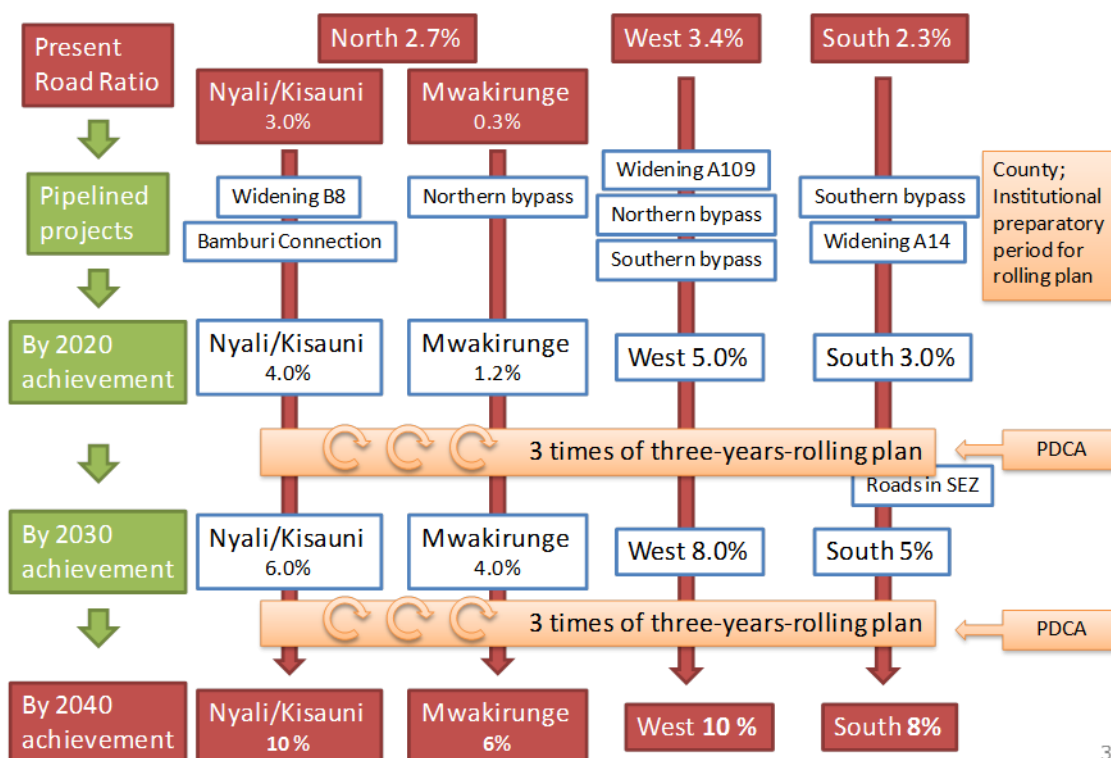 Present
Road Ratio
North 2.7%
West 3.4%
South 2.3%
Nyali/Kisauni
3.0%
Mwakirunge
0.3%
Pipelined
projects
Widening B8
Bamburi Connection
Northern bypass
Widening A109
Northern bypass
Southern bypass
Southern bypass
Widening A14
County;
Institutional
preparatory
period for
rolling plan
By 2020
achievement
Nyali/Kisauni
4.0%
Mwakirunge
1.2%
West 5.0%
South 3.0%
3 times of three-years-rolling plan
PDCA
Roads in SEZ
By 2030
achievement
Nyali/Kisauni
6.0%
Mwakirunge
4.0%
West 8.0%
South 5%
3 times of three-years-rolling plan
PDCA
By 2040
achievement
Nyali/Kisauni
10 %
Mwakirunge
6%
West 10 %
South 8%
3